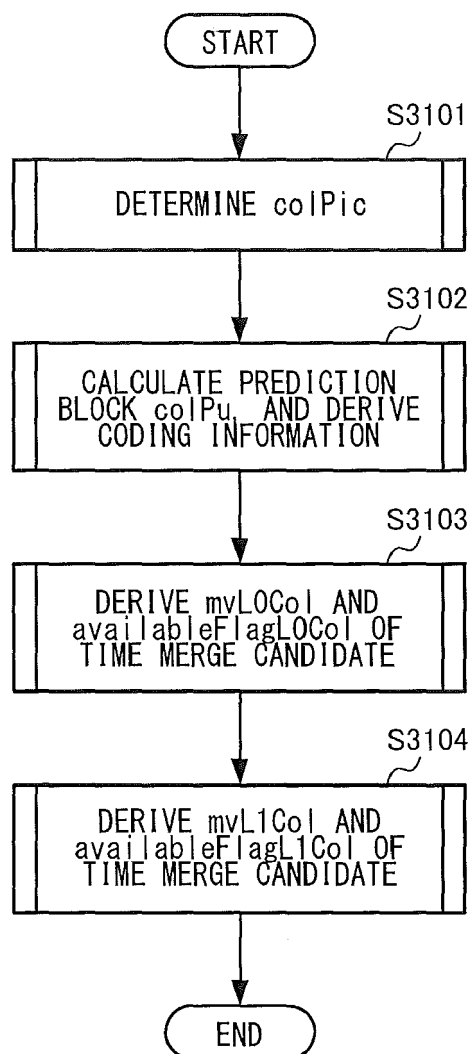 START
S3101
DETERMINE colPic
S3102
CALCULATE PREDICTION
BLOCK colPu, AND DERIVE
CODING INFORMATION
S3103
DERIVE mvL0Col AND
availableFlagL0Col OF
TIME MERGE CANDIDATE
S3104
DERIVE mvL1Col AND
availableFlagL1Col OF
TIME MERGE CANDIDATE
END